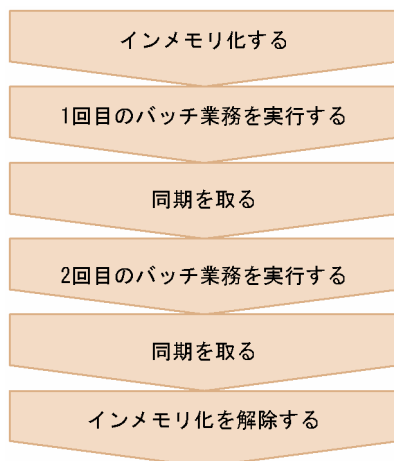 インメモリ化する
1回目のバッチ業務を実行する
同期を取る
2回目のバッチ業務を実行する
同期を取る
インメモリ化を解除する